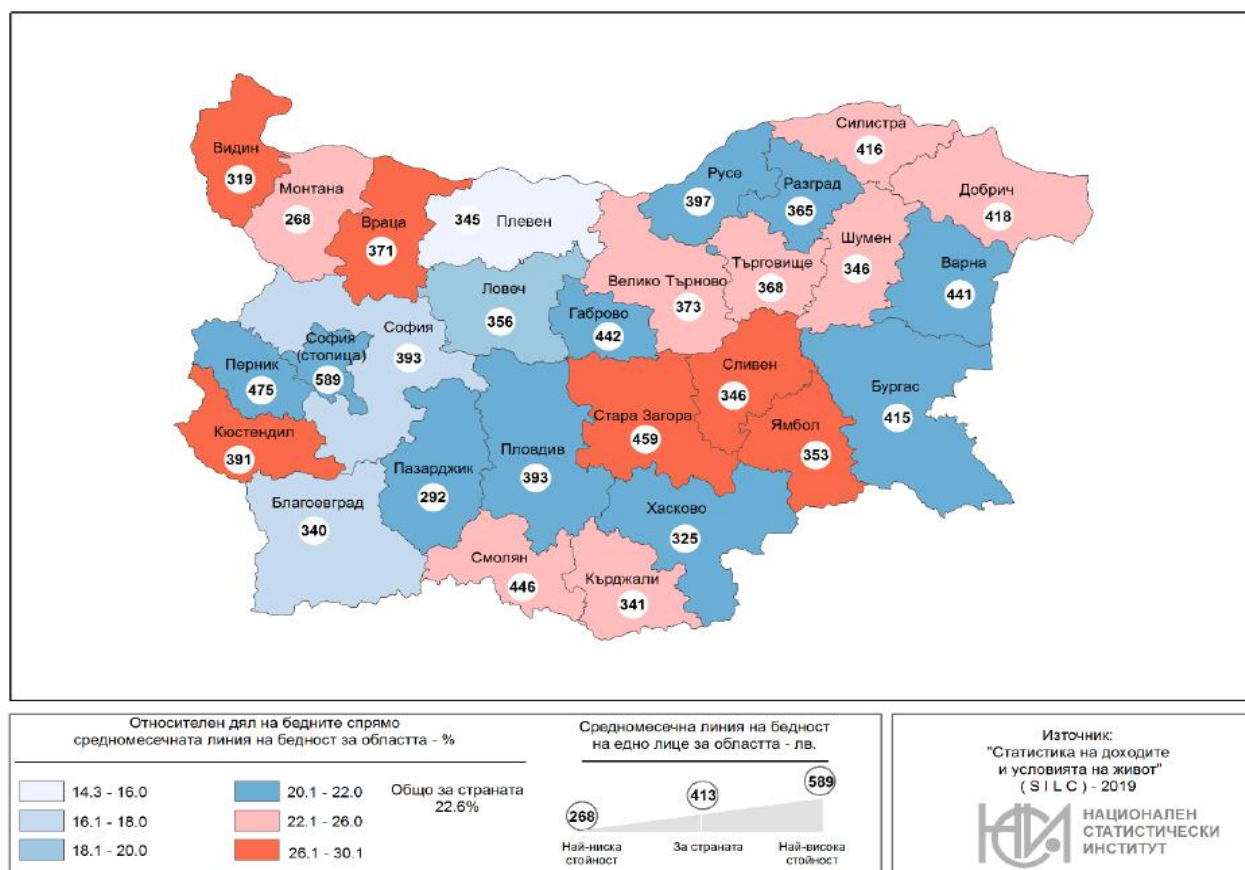 Видин
319
Монтана
268
Враца
371
345 Плевен
Ловеч
356
Велико Търново
373
Габрово
442
Русе
397
Разград
365
Силистра
416
Добрич
418
Шумен
346
Търговище
368
Варна
441
София
393
София
(столица)
589
Перник
475
Кюстендил
391
Благоевград
340
Пазарджик
292
Пловдив
393
Стара Загора
459
Сливен
346
Ямбол
353
Бургас
415
Хасково
325
Смолян
446
Кърджали
341
Относителен дял на бедните спрямо
средномесечната линия на бедност за областта - %
14.3 - 16.0
16.1 - 18.0
18.1 - 20.0
20.1 - 22.0
22.1 - 26.0
26.1 - 30.1
Общо за страната
22.6%
Средномесечна линия на бедност
на едно лице за областта - лв.
268
413
589
Най-ниска
стойност
За страната
Най-висока
стойност
Източник:
"Статистика на доходите
и условията на живот"
( S I L C ) - 2019
НСИ
НАЦИОНАЛЕН
СТАТИСТИЧЕСКИ
ИНСТИТУТ